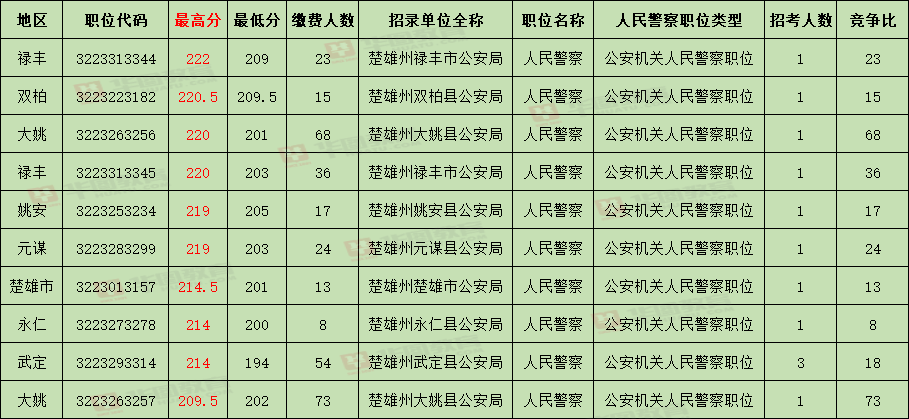 地区 职位代码 最高分 最低分 缴费人数 招录单位全称 职位名称 人民警察职位类型 招考人数 竞争比
禄丰 3223313344 222 209 23 楚雄州禄丰市公安局 人民警察 公安机关人民警察职位 1 23
双柏 3223223182 220.5 209.5 15 楚雄州双柏县公安局 人民警察 公安机关人民警察职位 1 15
大姚 3223263256 220 201 68 楚雄州大姚县公安局 人民警察 公安机关人民警察职位 1 68
禄丰 3223313345 220 203 36 楚雄州禄丰市公安局 人民警察 公安机关人民警察职位 1 36
姚安 3223253234 219 205 17 楚雄州姚安县公安局 人民警察 公安机关人民警察职位 1 17
元谋 3223283299 219 203 24 楚雄州元谋县公安局 人民警察 公安机关人民警察职位 1 24
楚雄市 3223013157 214.5 201 13 楚雄州楚雄市公安局 人民警察 公安机关人民警察职位 1 13
永仁 3223273278 214 200 8 楚雄州永仁县公安局 人民警察 公安机关人民警察职位 1 8
武定 3223293314 214 194 54 楚雄州武定县公安局 人民警察 公安机关人民警察职位 3 18
大姚 3223263257 209.5 202 73 楚雄州大姚县公安局 人民警察 公安机关人民警察职位 1 73